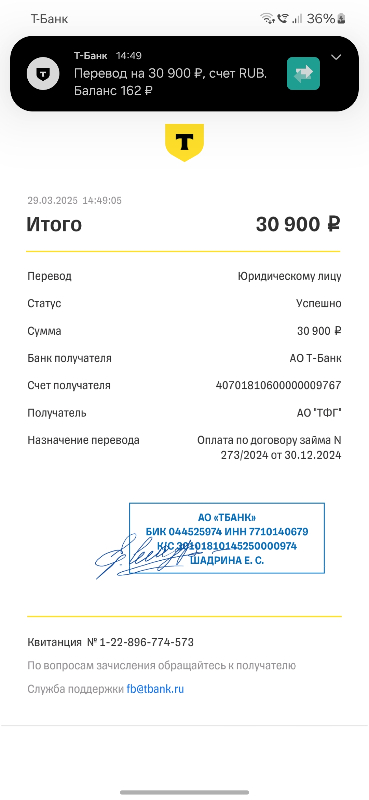 Т-Банк 36%
Т-Банк 14:49
Перевод на 30 900 ₽, счет RUB.
Баланс 162 ₽
Т
29.03.2025 14:49:05
Итого 30 900 ₽
Перевод Юридическому лицу
Статус Успешно
Сумма 30 900 ₽
Банк получателя АО Т-Банк
Счет получателя 40701810600000009767
Получатель АО "ТФГ"
Назначение перевода Оплата по договору займа N
273/2024 от 30.12.2024
АО «ТБАНК»
БИК 044525974 ИНН 7710140679
К/С 30101810145250000974
ШАДРИНА Е. С.
Квитанция № 1-22-896-774-573
По вопросам зачисления обращайтесь к получателю
Служба поддержки fb@tbank.ru